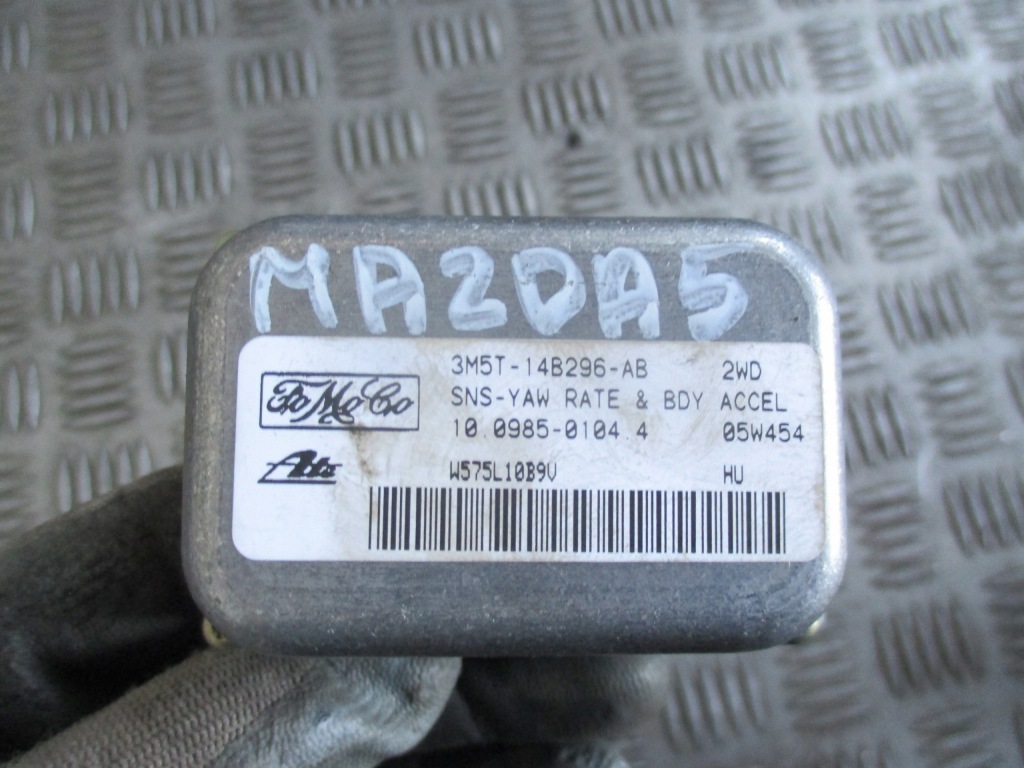 MAZDA5
3M5T-14B296-AB 2WD
FoMoCo
SNS-YAW RATE & BDY ACCEL
10.0985-0104.4 05W454
Ate
W575L10B9V HU